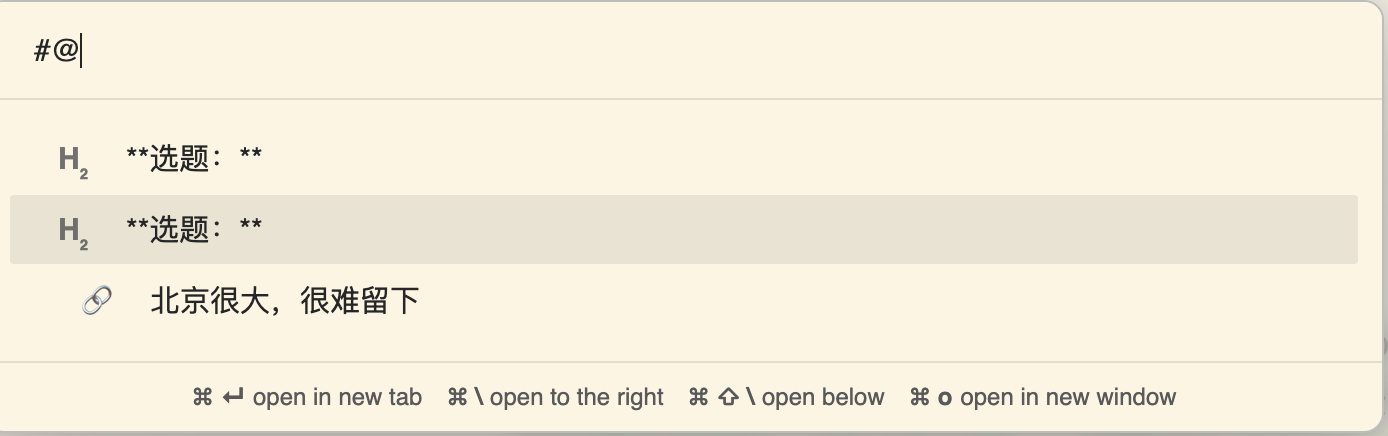 #@
H2 **选题：**
H2 **选题：**
北京很大，很难留下
⌘ ↵ open in new tab ⌘ \ open to the right ⌘ ⇧ \ open below ⌘ o open in new window